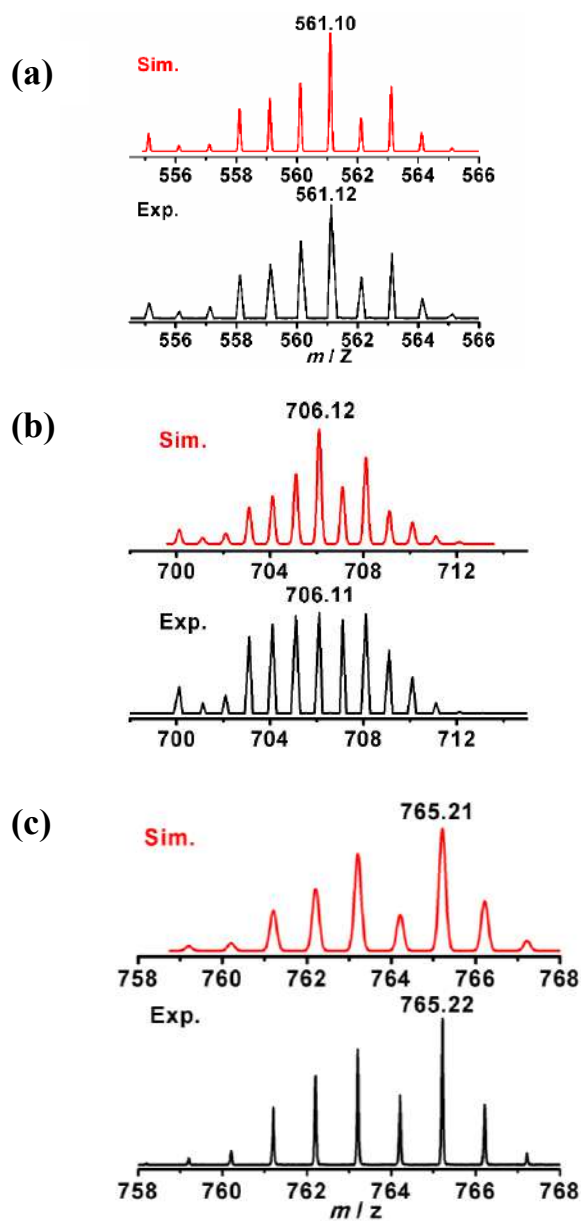 (a)
561.10
Sim.
556 558 560 562 564 566
561.12
Exp.
556 558 560 562 564 566
m / Z
(b)
706.12
Sim.
700 704 708 712
706.11
Exp.
700 704 708 712
(c)
765.21
Sim.
758 760 762 764 766 768
765.22
Exp.
758 760 762 764 766 768
m / z